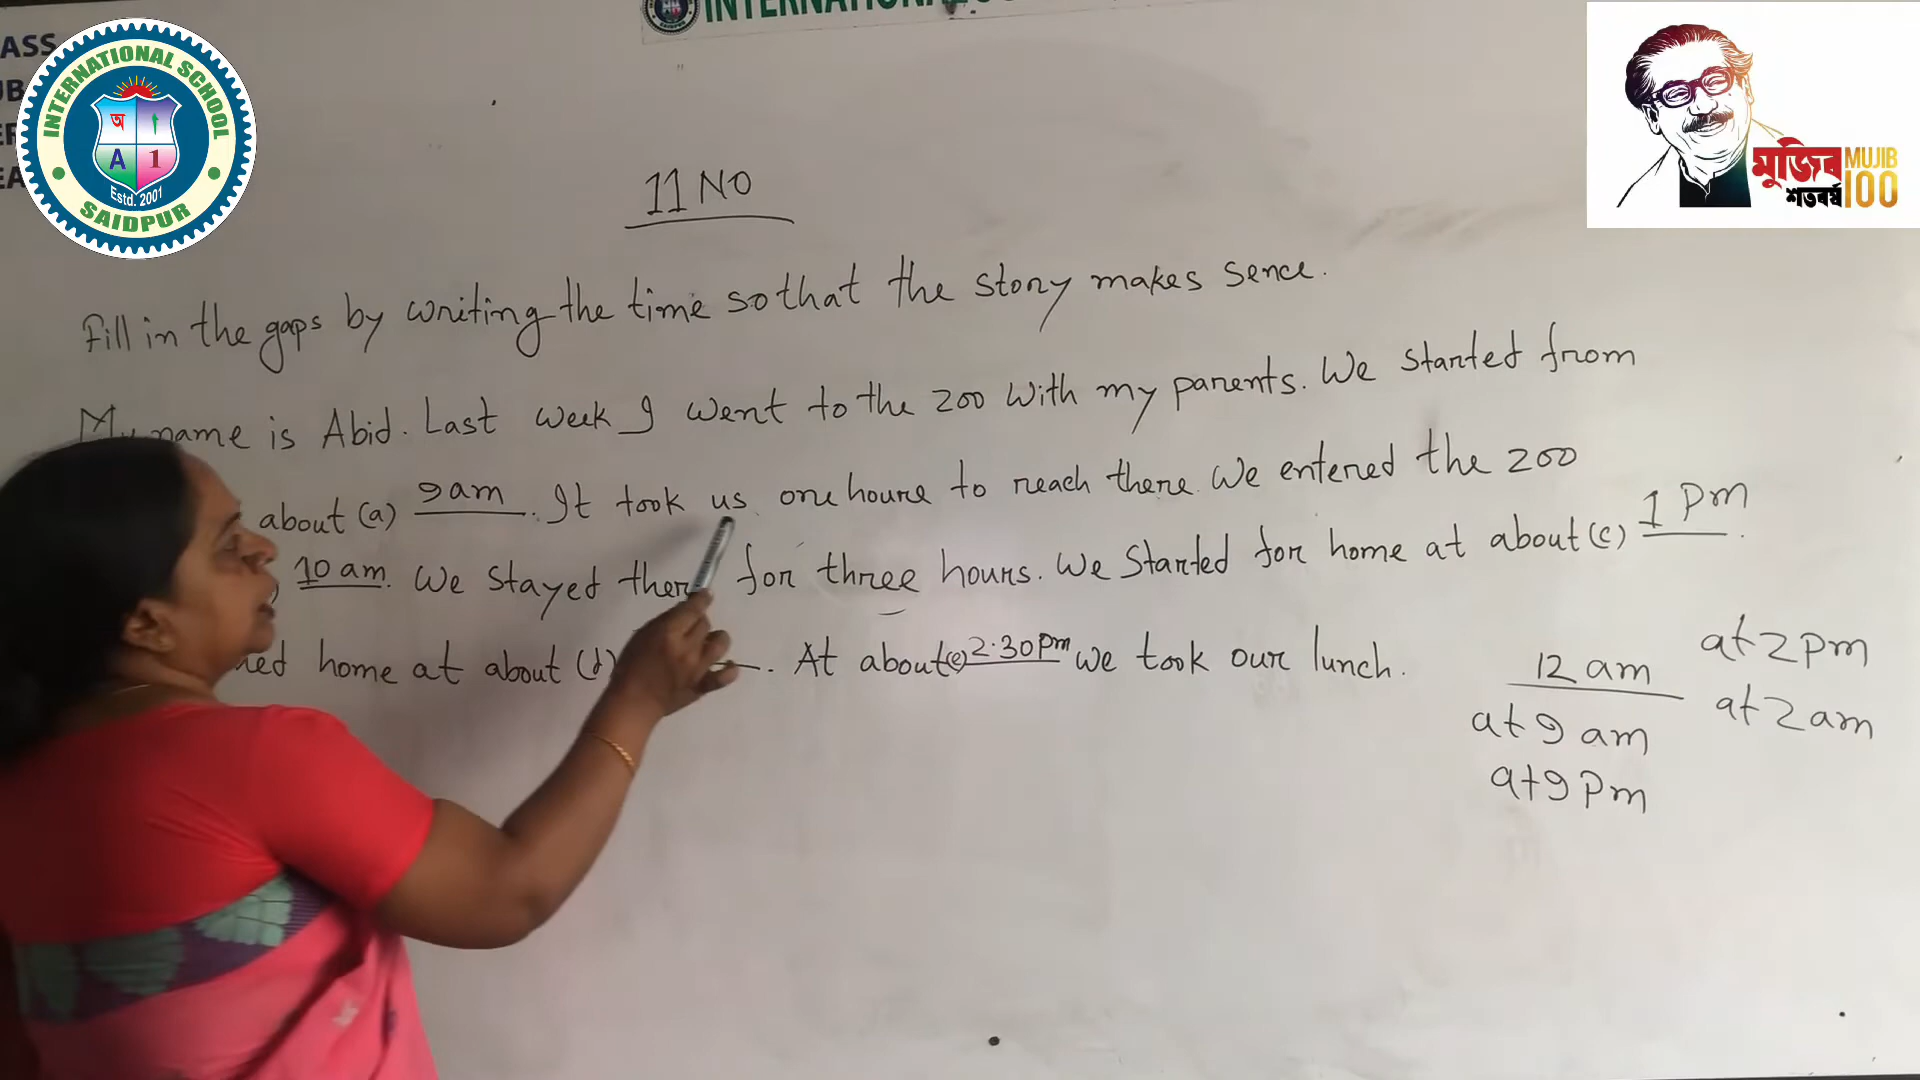 ASS
INTERNATIONAL SCHOOL
অ
A 1
Estd. 2001
SAIDPUR
INTERNATIONAL
SAIDPUR
মুজিব MUJIB
শতবর্ষ 100
11 NO
Fill in the gaps by writing the time so that the story makes sence.
My name is Abid. Last week I went to the zoo with my parents. We started from
about (a) 9 am. It took us one houre to reach there. We entered the zoo
10 am. We stayed there for three hours. We started for home at about (c) 1 pm.
home at about (d) . At about (e) 2.30 pm we took our lunch.
12 am
at 9 am
at 9 pm
at 2 pm
at 2 am